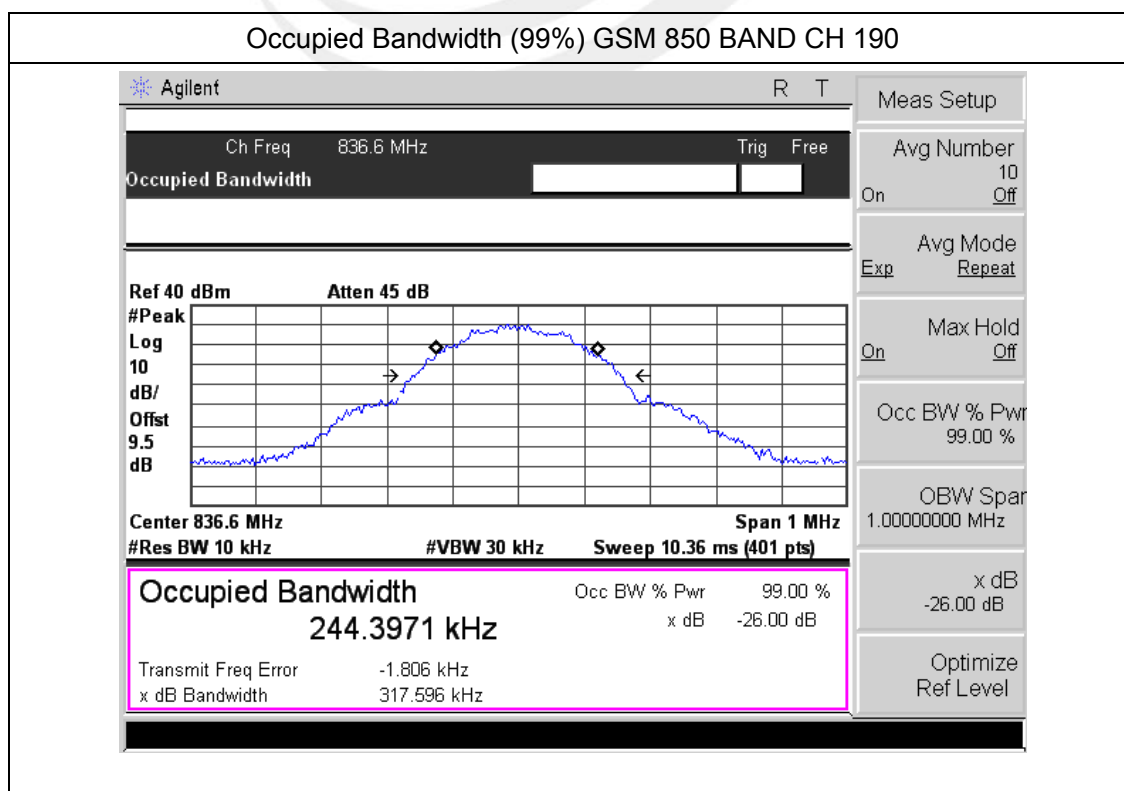 Occupied Bandwidth (99%) GSM 850 BAND CH 190
Agilent R T
Ch Freq 836.6 MHz Trig Free
Occupied Bandwidth
Ref 40 dBm Atten 45 dB
#Peak
Log
10
dB/
Offst
9.5
dB
Center 836.6 MHz Span 1 MHz
#Res BW 10 kHz #VBW 30 kHz Sweep 10.36 ms (401 pts)
Occupied Bandwidth Occ BW % Pwr 99.00 %
244.3971 kHz x dB -26.00 dB
Transmit Freq Error -1.806 kHz
x dB Bandwidth 317.596 kHz
Meas Setup
Avg Number
10
On Off
Avg Mode
Exp Repeat
Max Hold
On Off
Occ BW % Pwr
99.00 %
OBW Span
1.00000000 MHz
x dB
-26.00 dB
Optimize
Ref Level